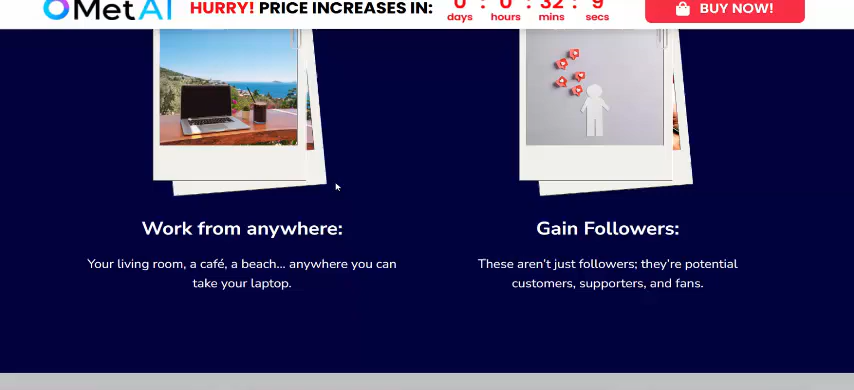 MetAI
HURRY! PRICE INCREASES IN:
0 : 0 : 32 : 9
days hours mins secs
BUY NOW!
Work from anywhere:
Gain Followers:
Your living room, a café, a beach... anywhere you can
take your laptop.
These aren't just followers; they're potential
customers, supporters, and fans.